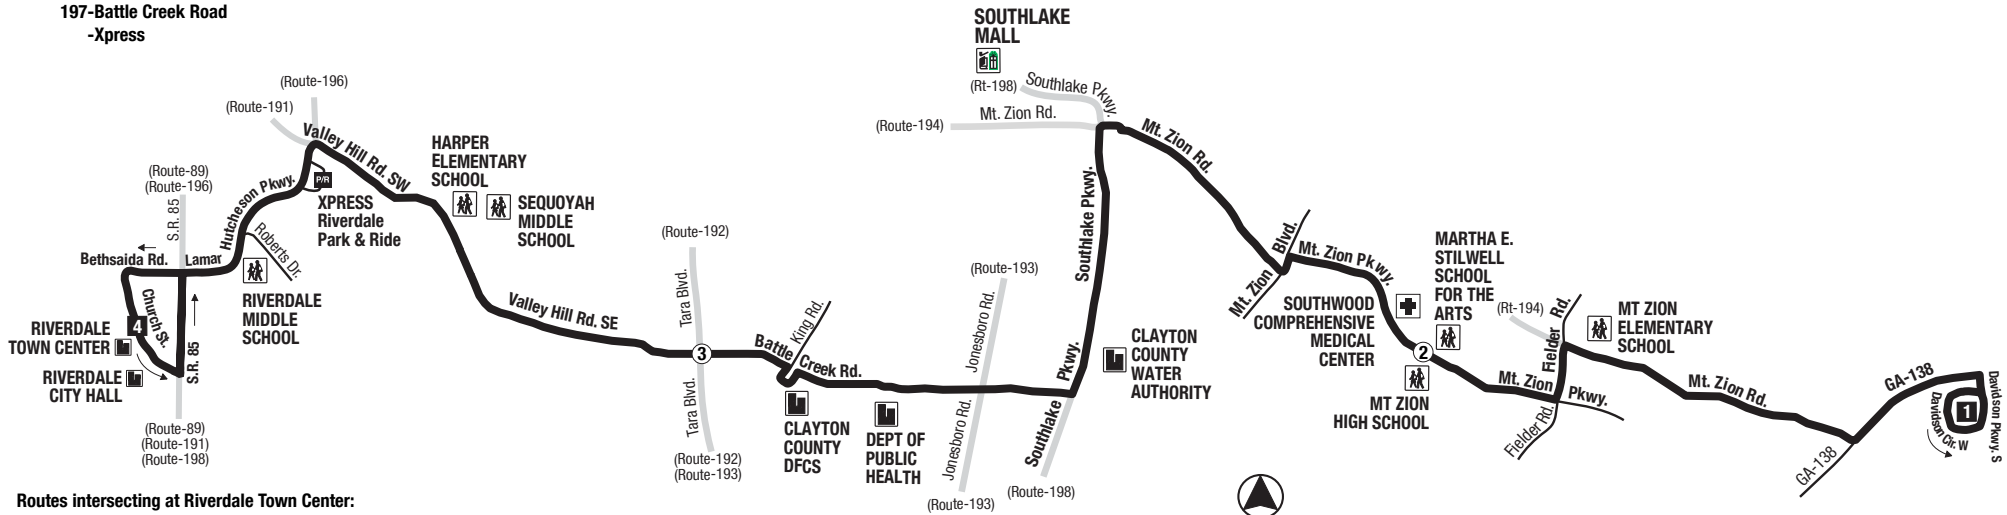 197-Battle Creek Road
-Xpress
SOUTHLAKE
MALL
(Rt-198)
Southlake Pkwy.
(Route-194)
Mt. Zion Rd.
Mt. Zion Rd.
(Route-196)
(Route-191)
Valley Hill Rd. SW
HARPER
ELEMENTARY
SCHOOL
SEQUOYAH
MIDDLE
SCHOOL
(Route-89)
(Route-196)
S.R. 85
Hutcheson Pkwy.
P/R
XPRESS
Riverdale
Park & Ride
Roberts Dr.
Bethsaida Rd.
Lamar
RIVERDALE
MIDDLE
SCHOOL
Church St.
4
RIVERDALE
TOWN CENTER
RIVERDALE
CITY HALL
S.R. 85
(Route-89)
(Route-191)
(Route-198)
Valley Hill Rd. SE
(Route-192)
Tara Blvd.
3
Tara Blvd.
(Route-192)
(Route-193)
Battle
Creek Rd.
King Rd.
CLAYTON
COUNTY
DFCS
DEPT OF
PUBLIC
HEALTH
(Route-193)
Jonesboro Rd.
Jonesboro Rd.
(Route-193)
Southlake Pkwy.
Southlake
Pkwy.
(Route-198)
CLAYTON
COUNTY
WATER
AUTHORITY
Mt. Zion
Blvd.
Mt. Zion Pkwy.
SOUTHWOOD
COMPREHENSIVE
MEDICAL
CENTER
MARTHA E.
STILWELL
SCHOOL
FOR THE
ARTS
2
MT ZION
HIGH SCHOOL
(Rt-194)
Fielder Rd.
MT ZION
ELEMENTARY
SCHOOL
Mt. Zion
Pkwy.
Fielder Rd.
Mt. Zion Rd.
GA-138
GA-138
Davidson Pkwy. S
1
Davidson Cir. W
Routes intersecting at Riverdale Town Center: